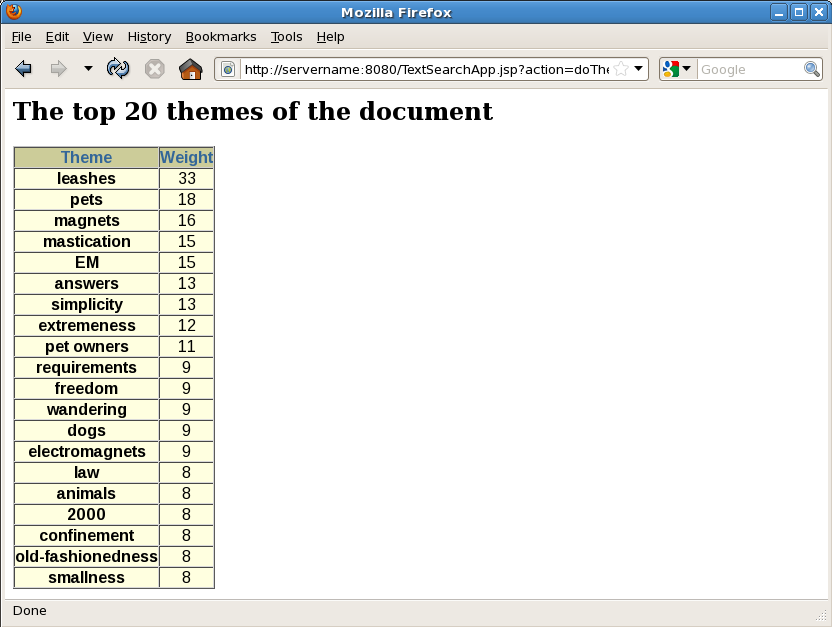 Mozilla Firefox
File Edit View History Bookmarks Tools Help
http://servername:8080/TextSearchApp.jsp?action=doThe
Google
The top 20 themes of the document
Theme Weight
leashes 33
pets 18
magnets 16
mastication 15
EM 15
answers 13
simplicity 13
extremeness 12
pet owners 11
requirements 9
freedom 9
wandering 9
dogs 9
electromagnets 9
law 8
animals 8
2000 8
confinement 8
old-fashionedness 8
smallness 8
Done